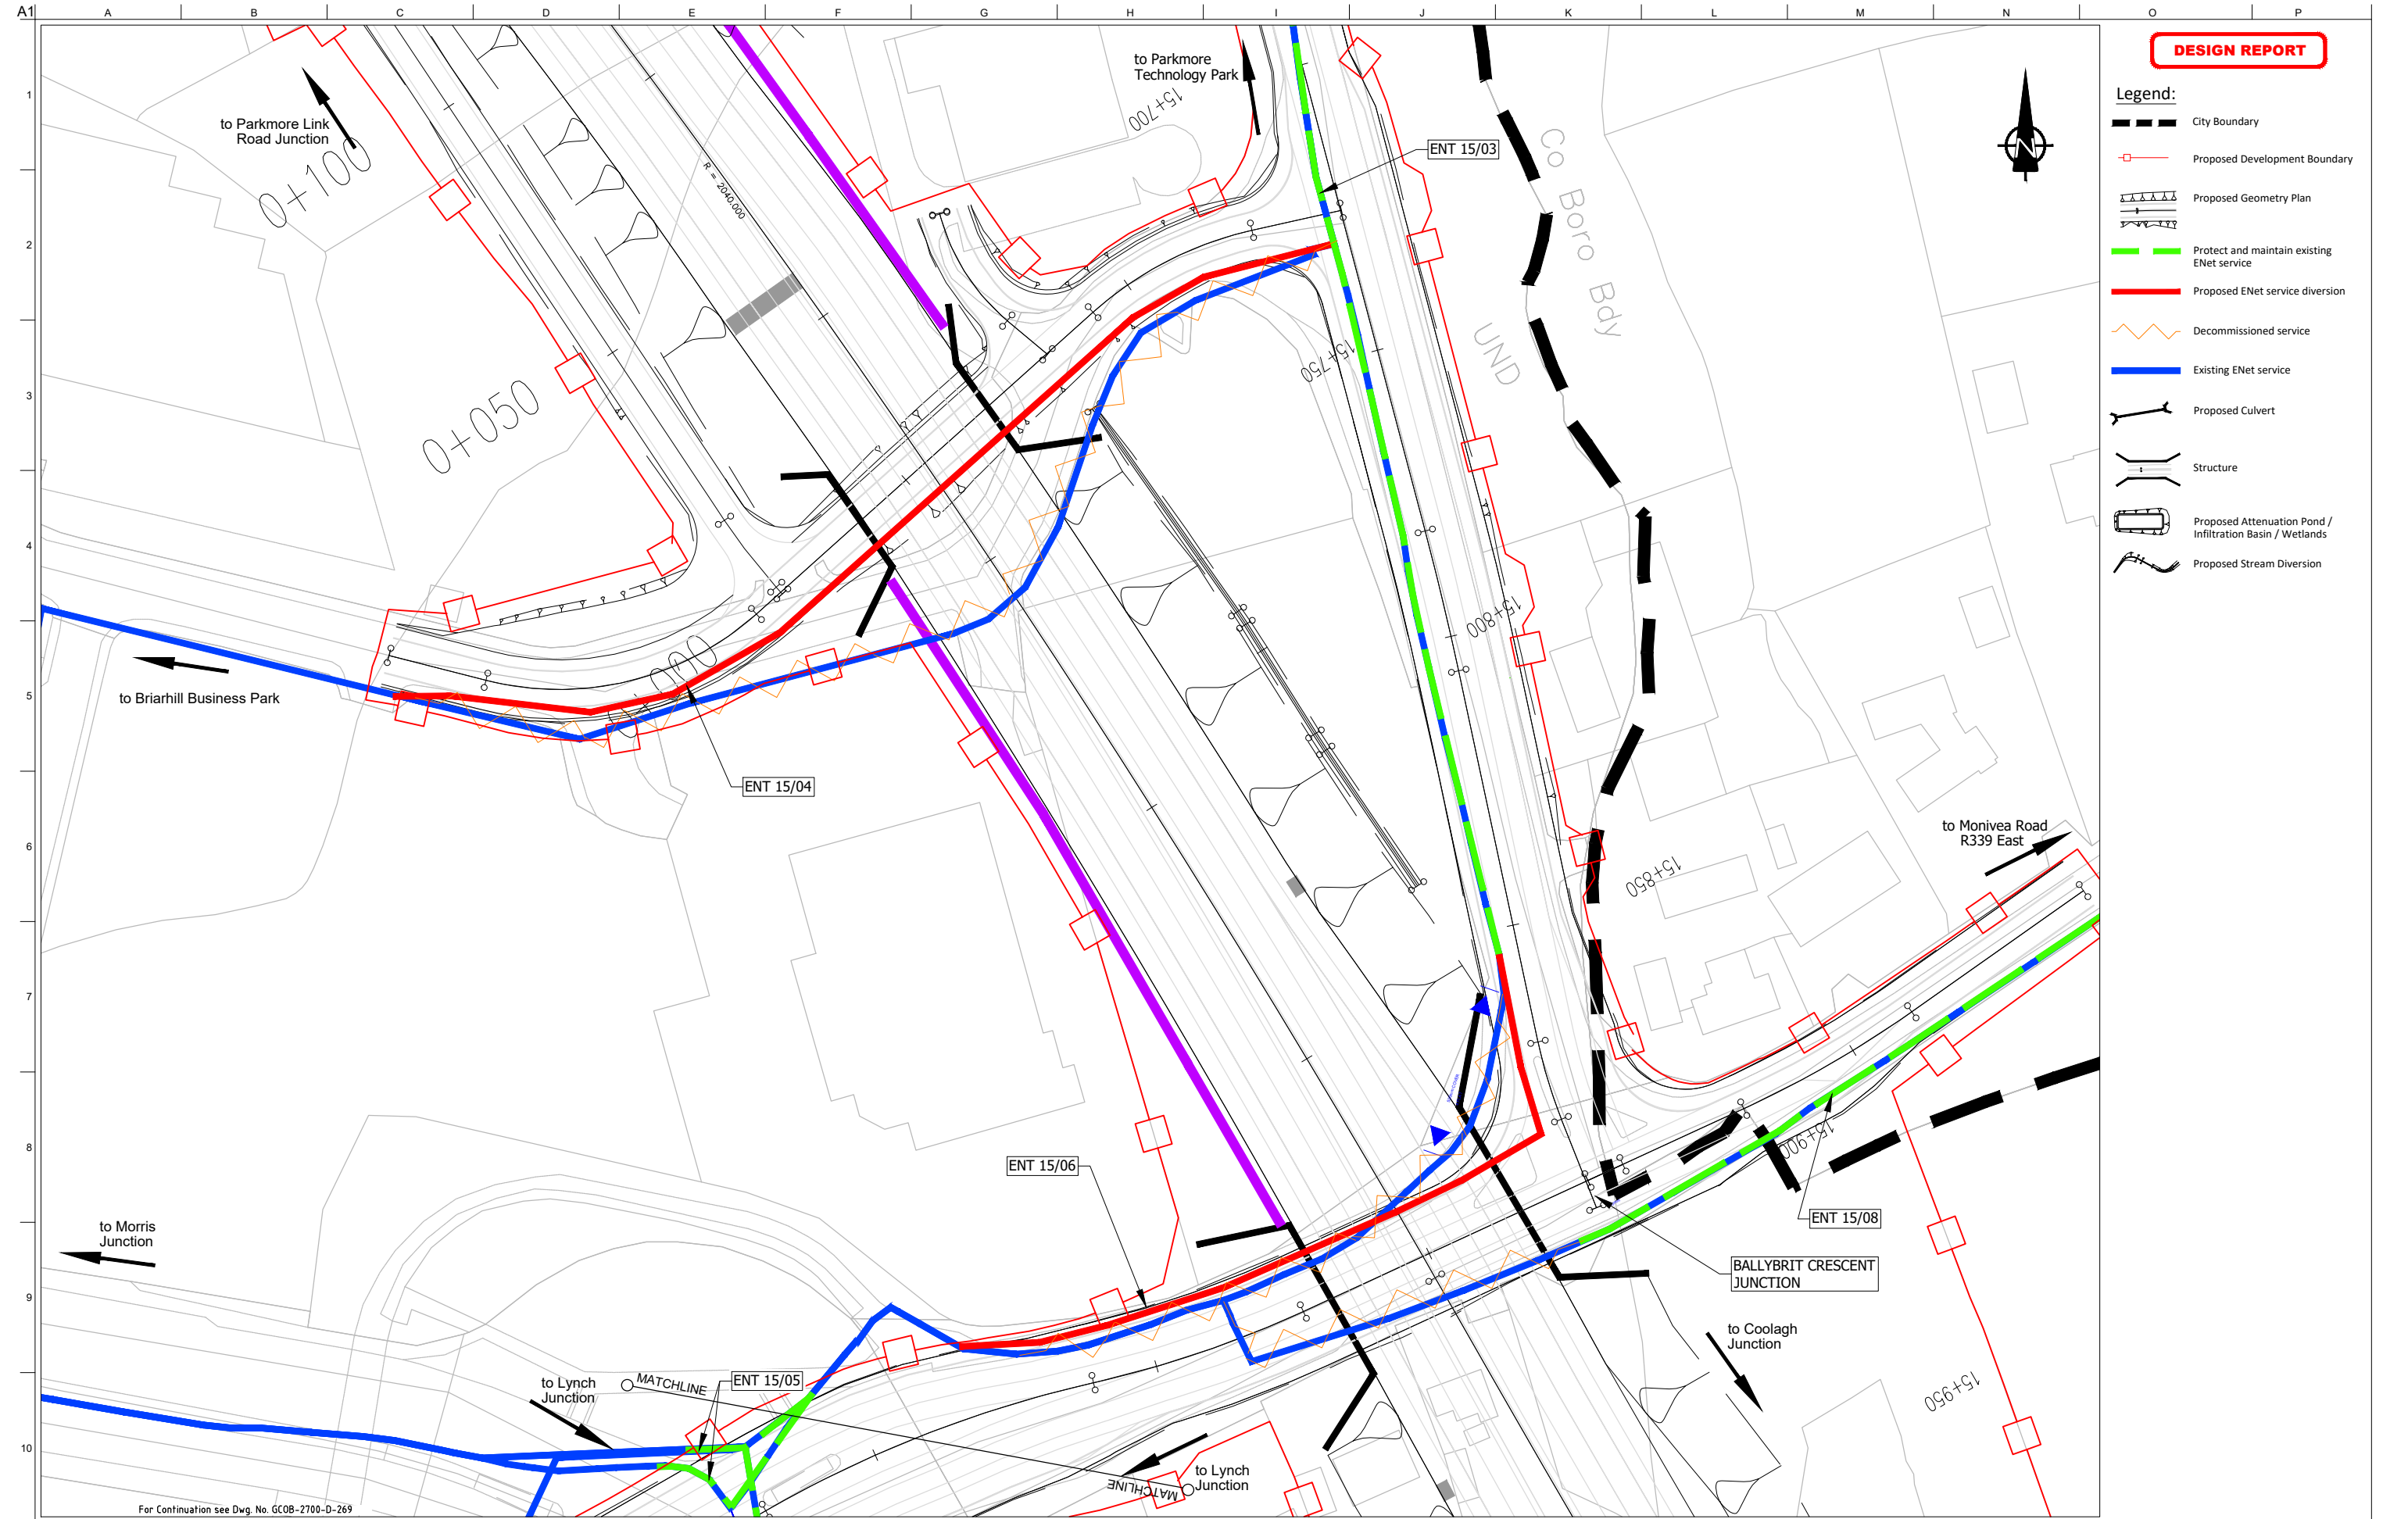 A1
A
B
C
D
E
F
G
H
I
J
K
L
M
N
O
P
1
2
3
4
5
6
7
8
9
10
DESIGN REPORT
Legend:
City Boundary
Proposed Development Boundary
Proposed Geometry Plan
Protect and maintain existing
ENet service
Proposed ENet service diversion
Decommissioned service
Existing ENet service
Proposed Culvert
Structure
Proposed Attenuation Pond /
Infiltration Basin / Wetlands
Proposed Stream Diversion
N
to Parkmore Link
Road Junction
0+100
R = 2040.000
to Parkmore
Technology Park
15+700
ENT 15/03
Co Boro Bdy
UND
15+750
0+050
15+800
to Briarhill Business Park
ENT 15/04
15+850
to Monivea Road
R339 East
15+900
ENT 15/06
ENT 15/08
BALLYBRIT CRESCENT
JUNCTION
to Morris
Junction
to Coolagh
Junction
to Lynch
Junction
MATCHLINE
ENT 15/05
15+950
MATCHLINE
to Lynch
Junction
For Continuation see Dwg. No. GCOB-2700-D-269